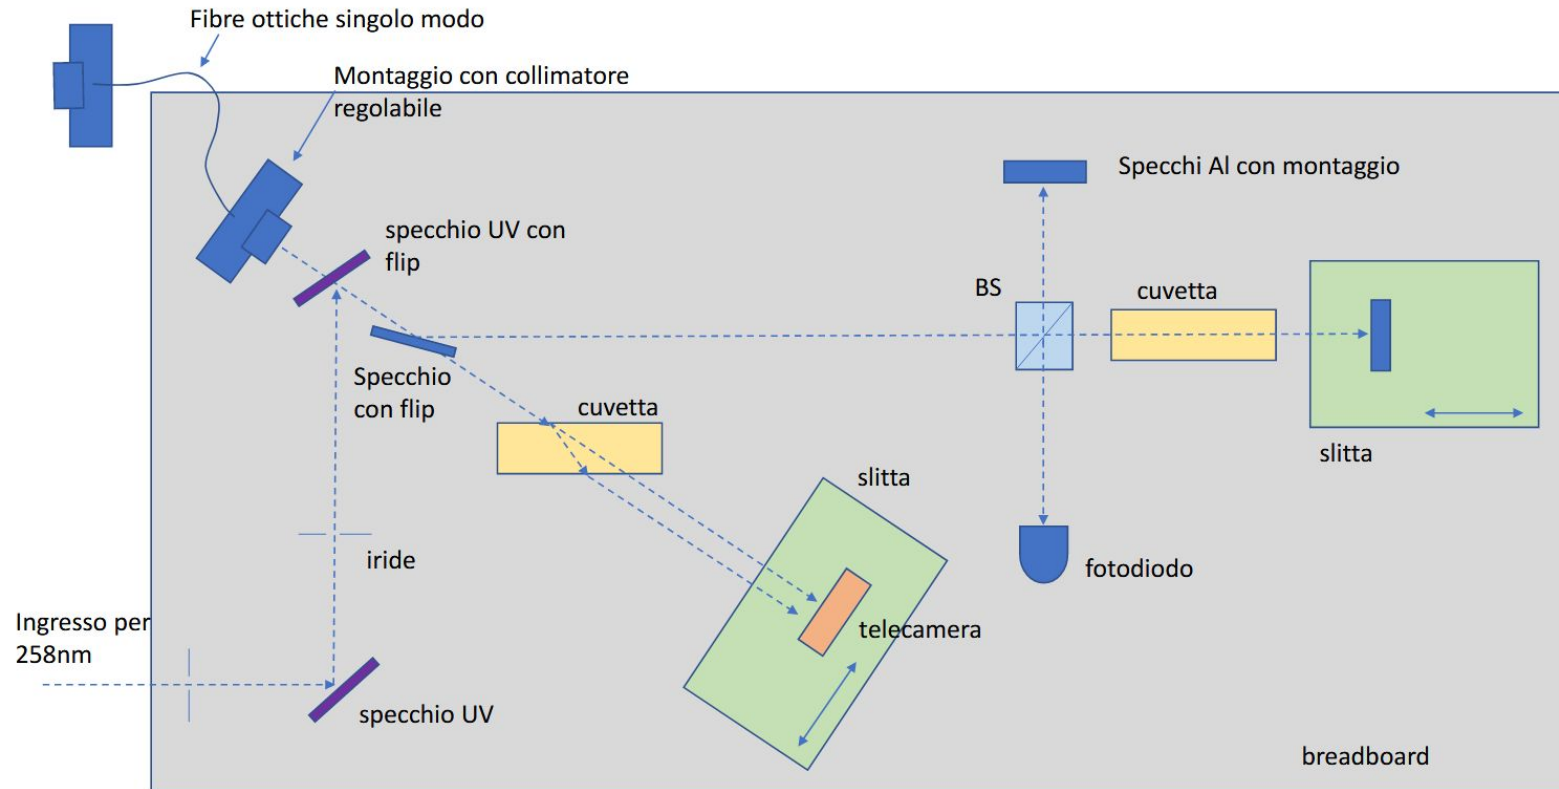 Fibre ottiche singolo modo
Montaggio con collimatore
regolabile
Specchi Al con montaggio
specchio UV con
flip
BS
cuvetta
Specchio
con flip
cuvetta
slitta
slitta
iride
fotodiodo
telecamera
Ingresso per
258nm
specchio UV
breadboard